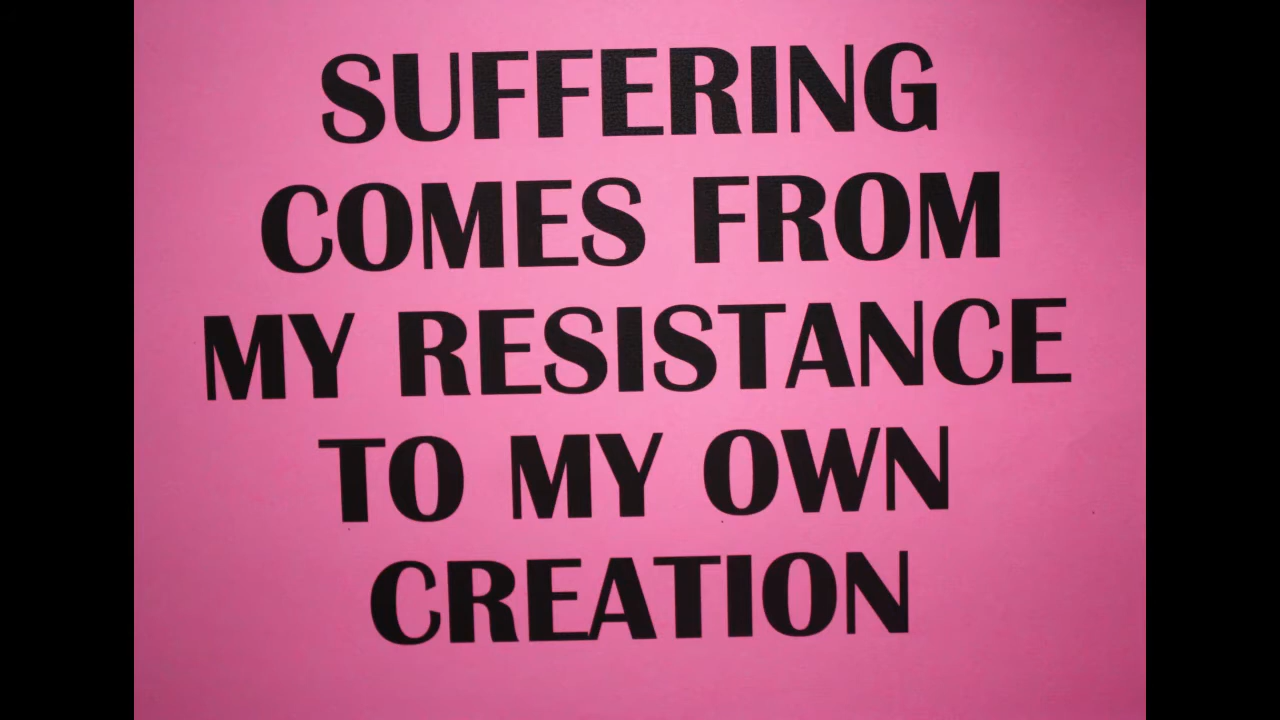 SUFFERING
COMES FROM
MY RESISTANCE
TO MY OWN
CREATION